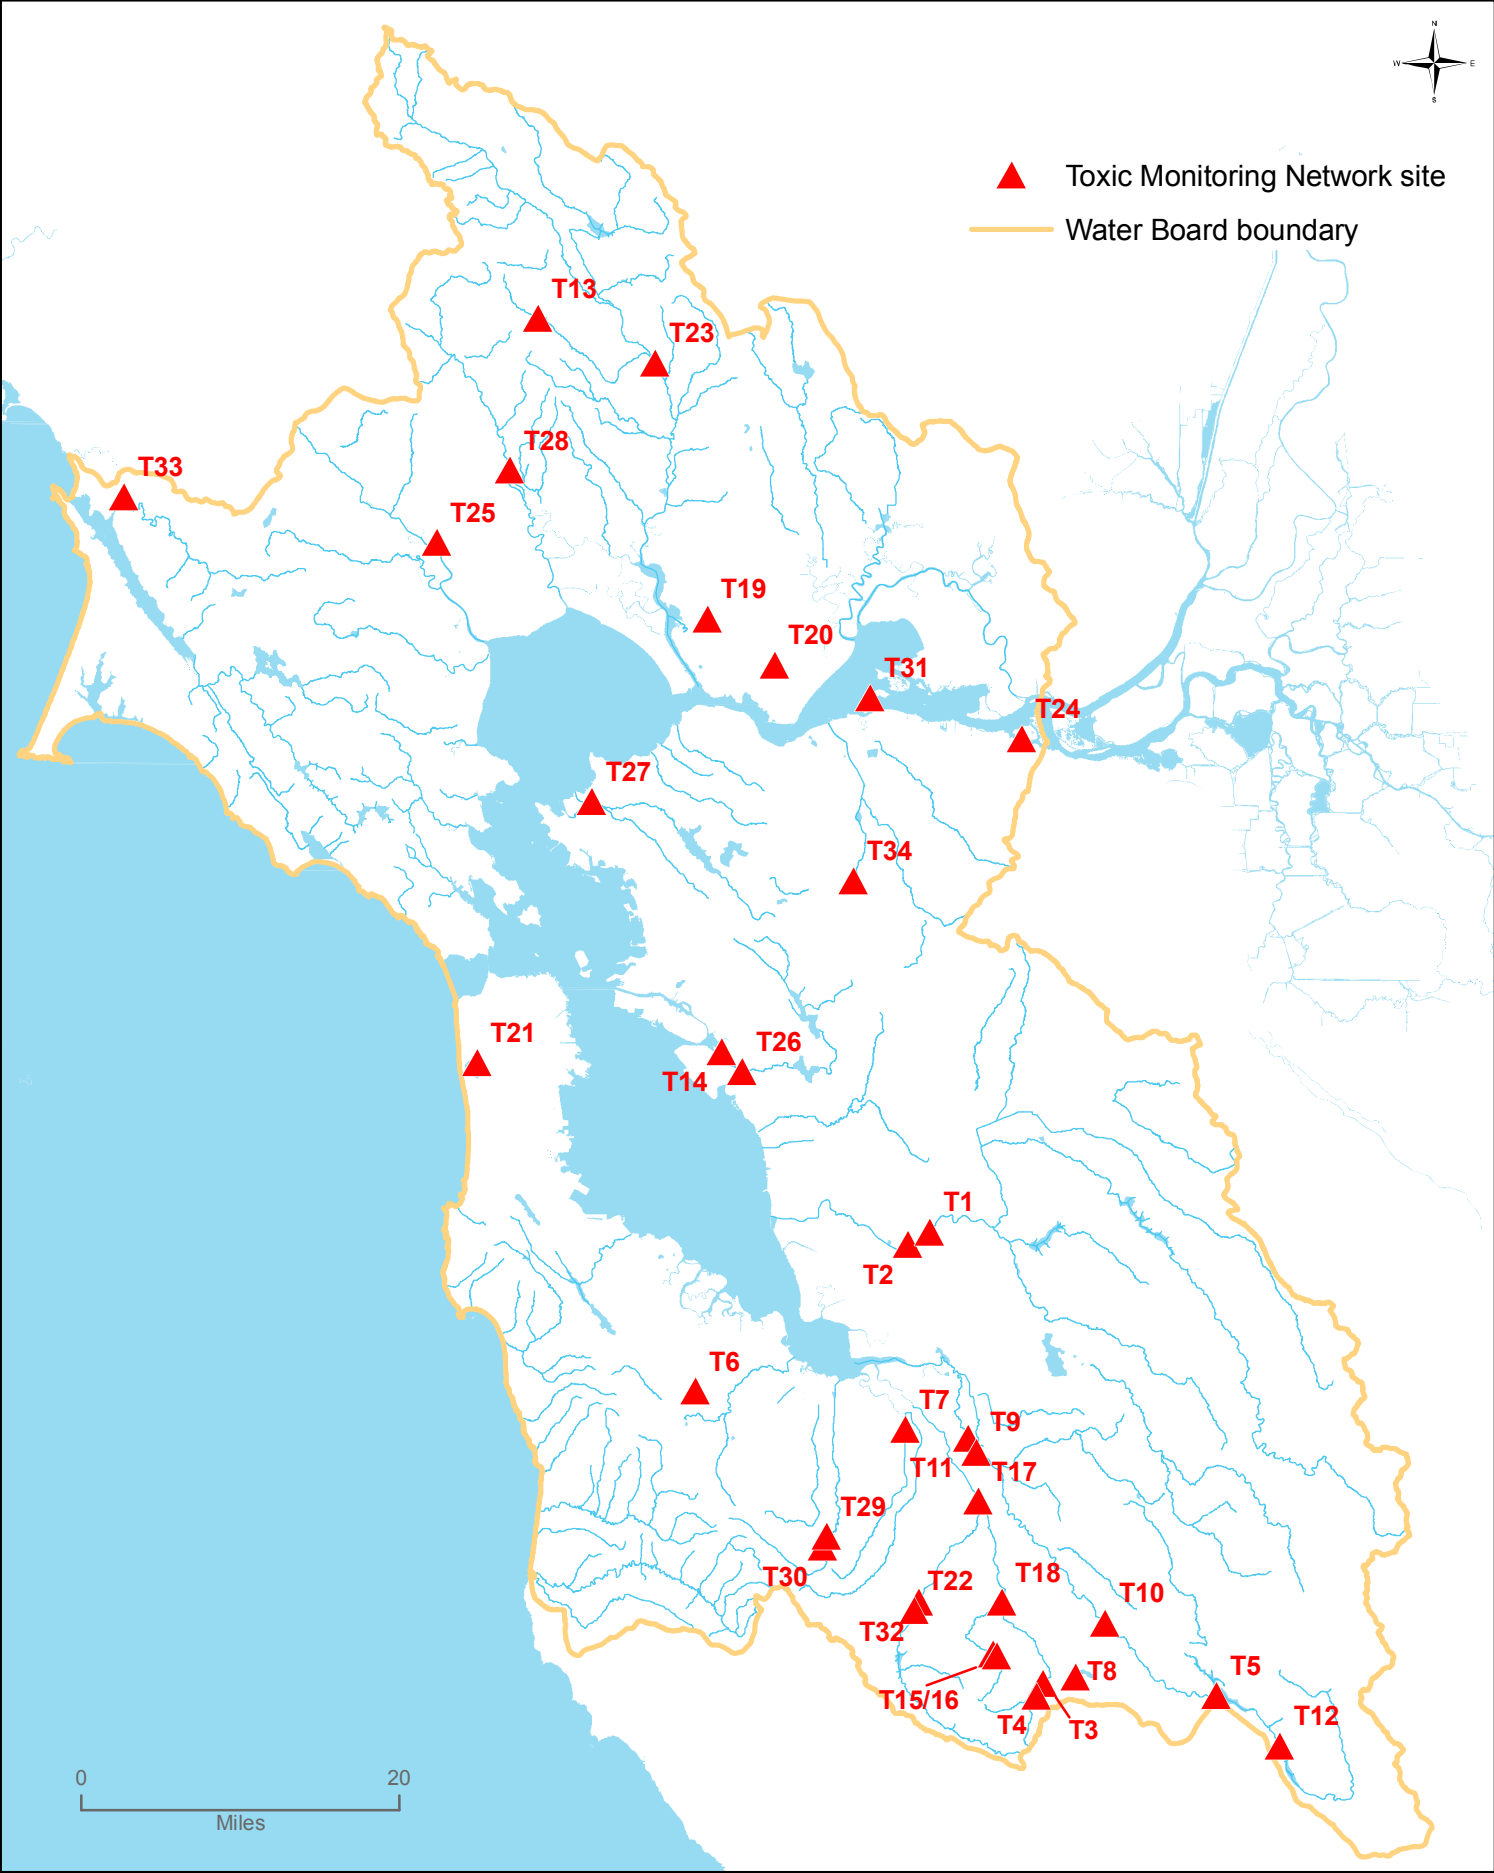 N
W E
S
Toxic Monitoring Network site
Water Board boundary
T13
T23
T28
T33
T25
T19
T20
T31
T24
T27
T34
T21
T26
T14
T1
T2
T6
T7
T9
T11
T17
T29
T30
T18
T22
T10
T32
T5
T8
T15/16
T4
T3
T12
0 20
Miles